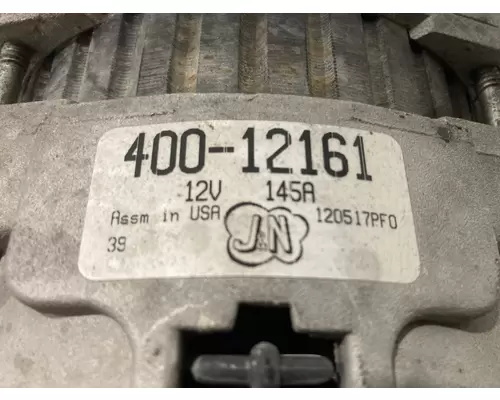 400-12161
12V 145A
Assm in USA J&N 120517PF0
39